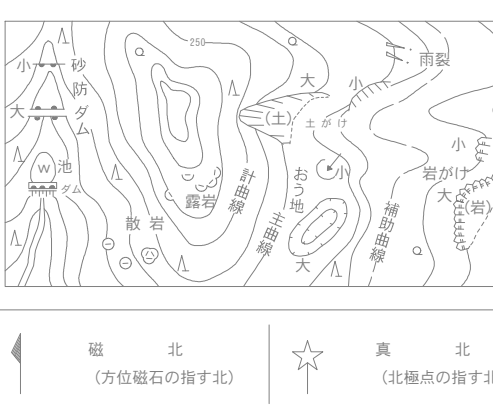 250
小 砂防ダム
大
雨裂
大
小
(土)
土がけ
小
W池
ダム
岩がけ
大
(岩)
おう地
小
大
露岩
散岩
計曲線
主曲線
補助曲線
磁北
(方位磁石の指す北)
真北
(北極点の指す北